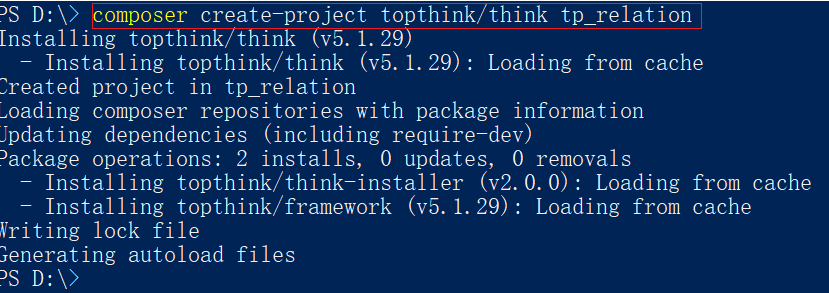 PS D:\> composer create-project topthink/think tp_relation
Installing topthink/think (v5.1.29)
  - Installing topthink/think (v5.1.29): Loading from cache
Created project in tp_relation
Loading composer repositories with package information
Updating dependencies (including require-dev)
Package operations: 2 installs, 0 updates, 0 removals
  - Installing topthink/think-installer (v2.0.0): Loading from cache
  - Installing topthink/framework (v5.1.29): Loading from cache
Writing lock file
Generating autoload files
PS D:\>